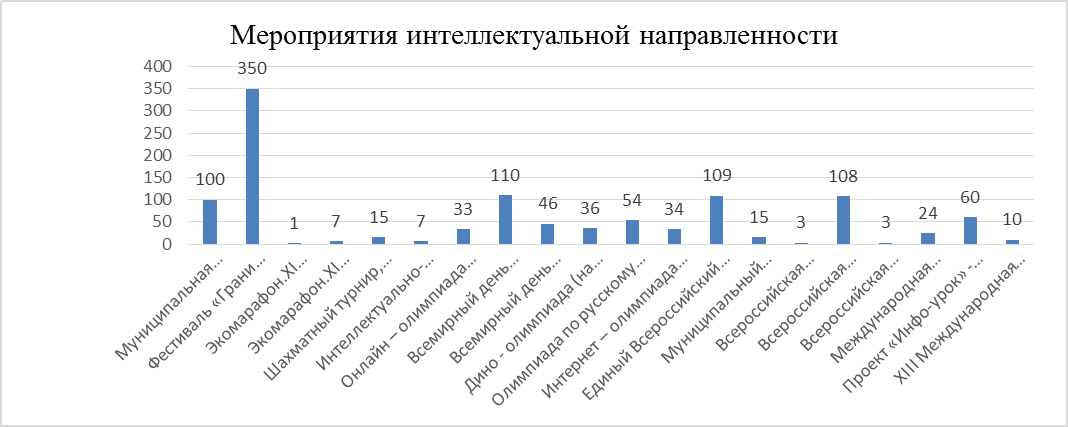 Мероприятия интеллектуальной направленности
400
350
300
250
200
150
100
50
0
100
350
1
7
15
7
33
110
46
36
54
34
109
15
3
108
3
24
60
10
Муниципальная…
Фестиваль «Грани…
Экомарафон.XI…
Экомарафон.XI…
Шахматный турнир,…
Интеллектуально-…
Онлайн – олимпиада…
Всемирный день…
Всемирный день…
Дино - олимпиада (на…
Олимпиада по русскому…
Интернет – олимпиада…
Единый Всероссийский…
Муниципальный…
Всероссийская…
Всероссийская…
Всероссийская…
Международная…
Проект «Инфо-урок» -…
XIII Международная…